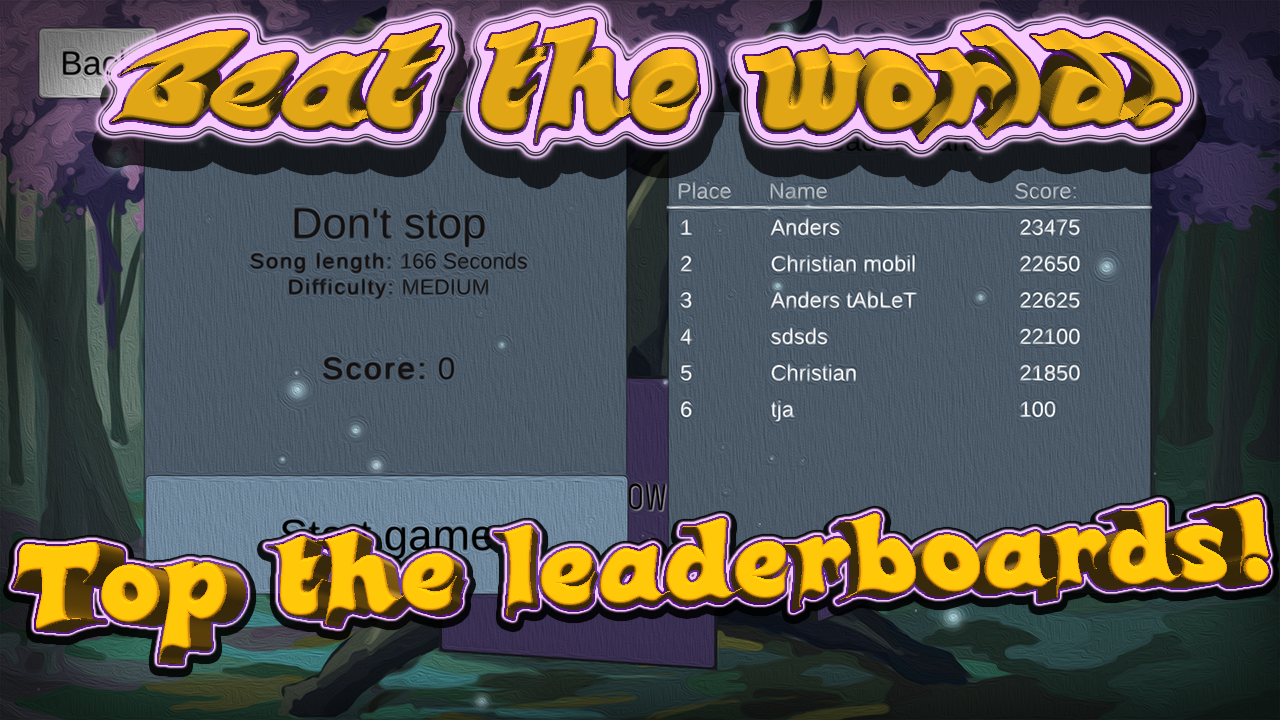 Beat the world!
Don't stop
Song length: 166 Seconds
Difficulty: MEDIUM
Score: 0
Start game
Place Name Score:
1 Anders 23475
2 Christian mobil 22650
3 Anders tAbLeT 22625
4 sdsds 22100
5 Christian 21850
6 tja 100
Top the leaderboards!